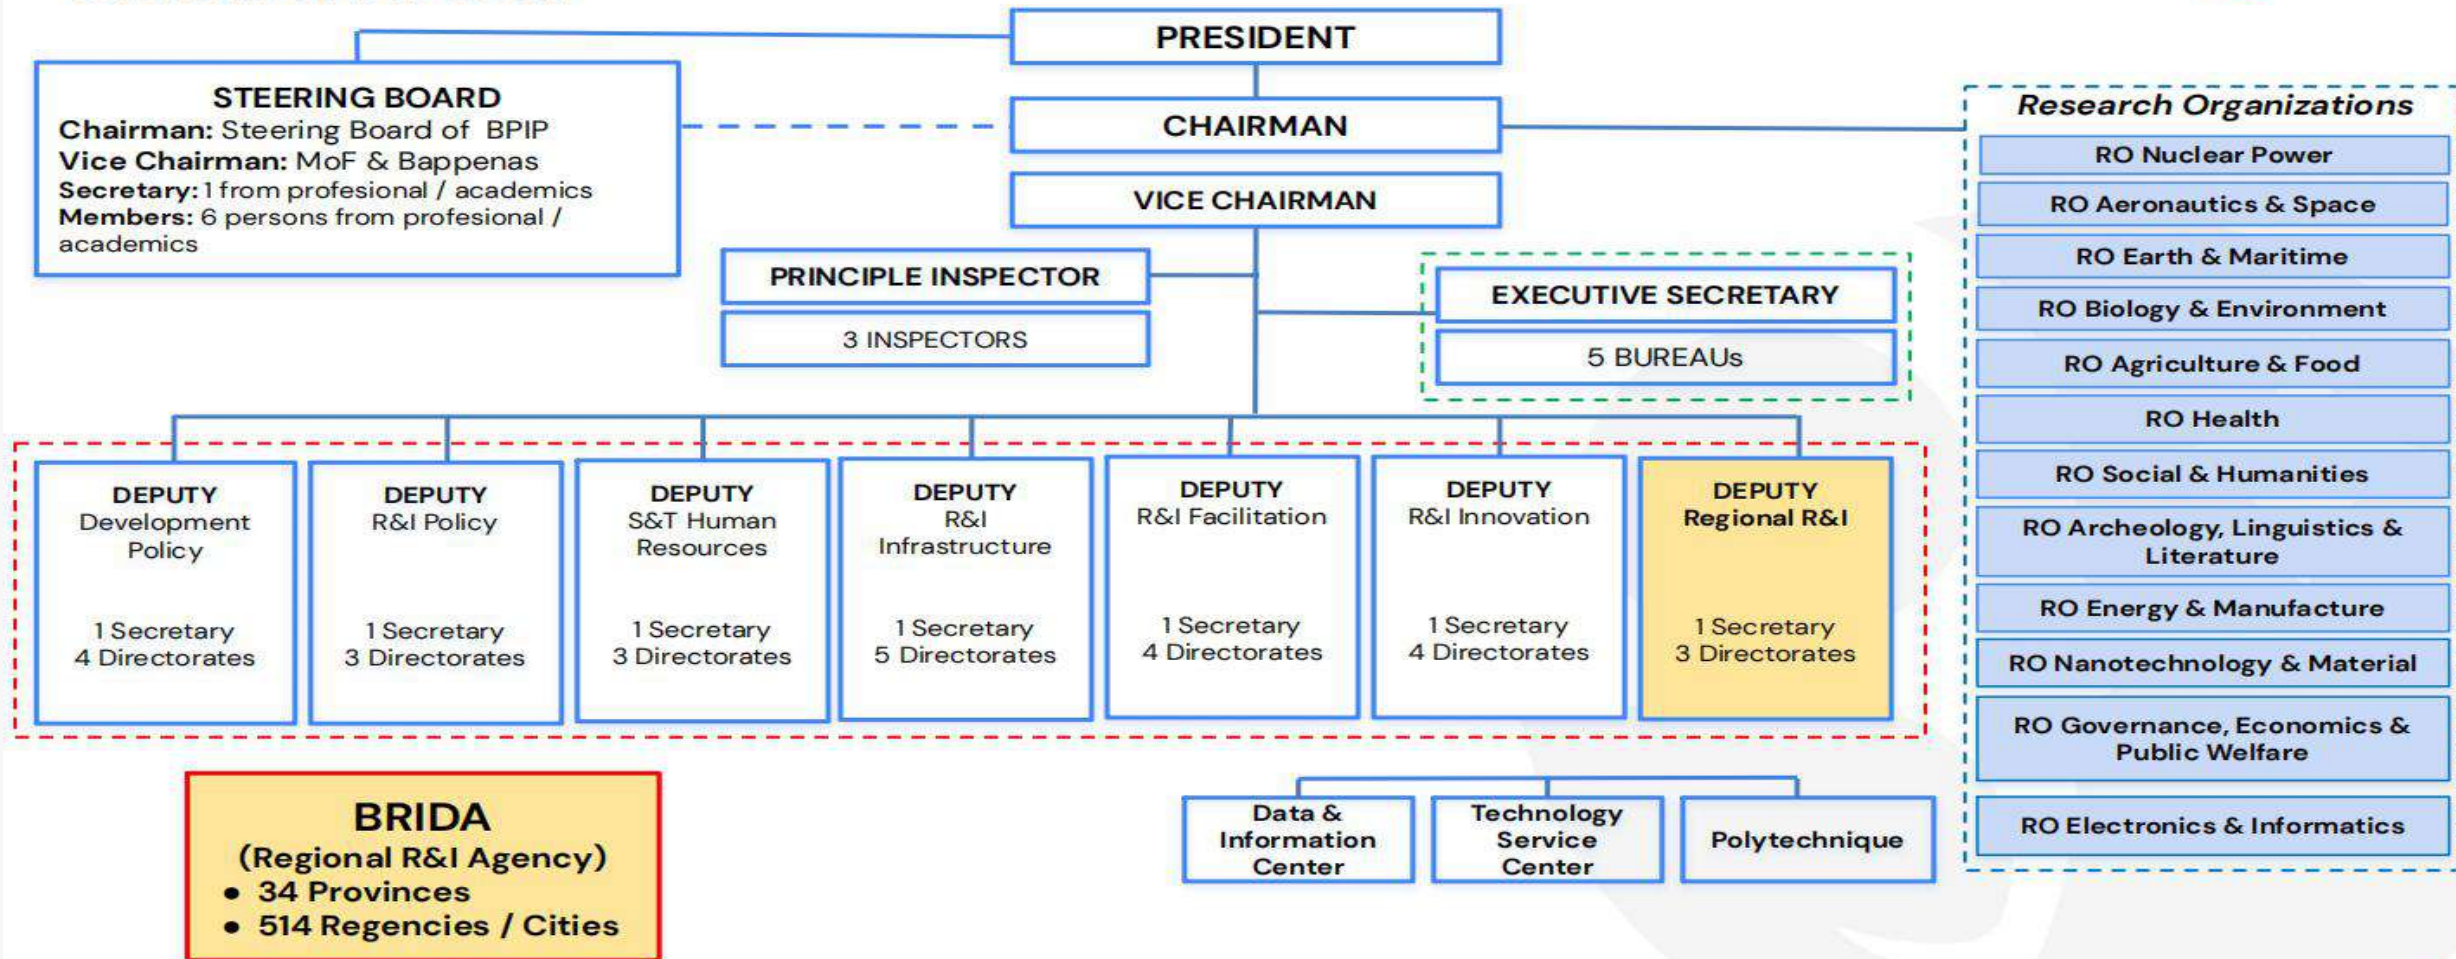 PRESIDENT
STEERING BOARD
Chairman: Steering Board of BPIP
Vice Chairman: MoF & Bappenas
Secretary: 1 from profesional / academics
Members: 6 persons from profesional /
academics
CHAIRMAN
VICE CHAIRMAN
PRINCIPLE INSPECTOR
3 INSPECTORS
EXECUTIVE SECRETARY
5 BUREAUs
DEPUTY
Development
Policy
1 Secretary
4 Directorates
DEPUTY
R&I Policy
1 Secretary
3 Directorates
DEPUTY
S&T Human
Resources
1 Secretary
3 Directorates
DEPUTY
R&I
Infrastructure
1 Secretary
5 Directorates
DEPUTY
R&I Facilitation
1 Secretary
4 Directorates
DEPUTY
R&I Innovation
1 Secretary
4 Directorates
DEPUTY
Regional R&I
1 Secretary
3 Directorates
BRIDA
(Regional R&I Agency)
• 34 Provinces
• 514 Regencies / Cities
Data &
Information
Center
Technology
Service
Center
Polytechnique
Research Organizations
RO Nuclear Power
RO Aeronautics & Space
RO Earth & Maritime
RO Biology & Environment
RO Agriculture & Food
RO Health
RO Social & Humanities
RO Archeology, Linguistics &
Literature
RO Energy & Manufacture
RO Nanotechnology & Material
RO Governance, Economics &
Public Welfare
RO Electronics & Informatics